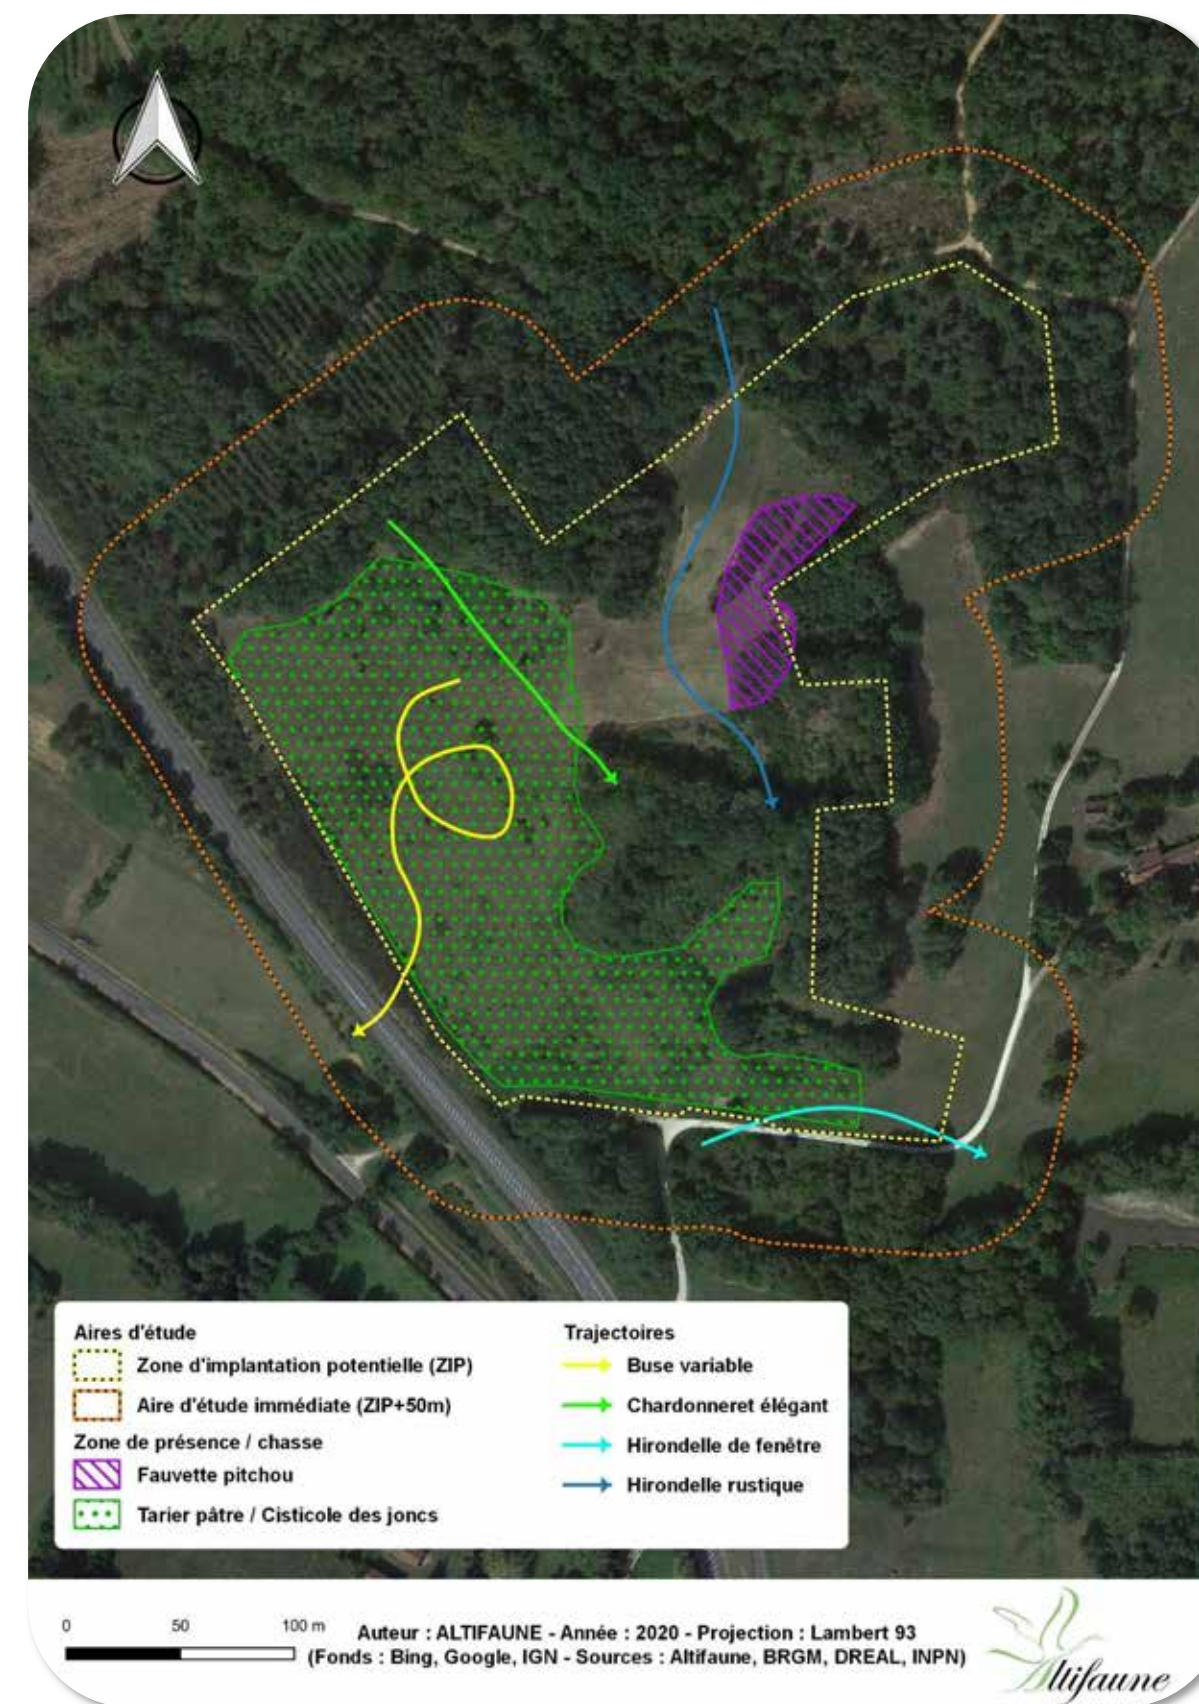 Aires d'étude
Zone d'implantation potentielle (ZIP)
Aire d'étude immédiate (ZIP+50m)
Zone de présence / chasse
Fauvette pitchou
Tarier pâtre / Cisticole des joncs
Trajectoires
Buse variable
Chardonneret élégant
Hirondelle de fenêtre
Hirondelle rustique
0 50 100 m
Auteur : ALTIFAUNE - Année : 2020 - Projection : Lambert 93
(Fonds : Bing, Google, IGN - Sources : Altifaune, BRGM, DREAL, INPN)
Altifaune